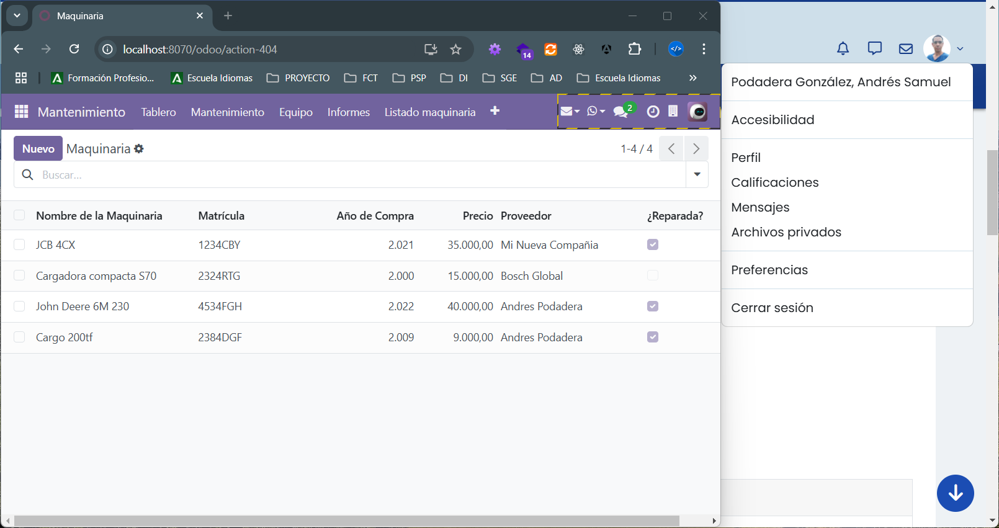 Maquinaria
localhost:8070/odoo/action-404
14
Formación Profesio...
Escuela Idiomas
PROYECTO
FCT
PSP
DI
SGE
AD
Escuela Idiomas
Mantenimiento
Tablero
Mantenimiento
Equipo
Informes
Listado maquinaria
2
Nuevo
Maquinaria
1-4 / 4
Buscar...
Nombre de la Maquinaria Matrícula Año de Compra Precio Proveedor ¿Reparada?
JCB 4CX 1234CBY 2.021 35.000,00 Mi Nueva Compañia
Cargadora compacta S70 2324RTG 2.000 15.000,00 Bosch Global
John Deere 6M 230 4534FGH 2.022 40.000,00 Andres Podadera
Cargo 200tf 2384DGF 2.009 9.000,00 Andres Podadera
Podadera González, Andrés Samuel
Accesibilidad
Perfil
Calificaciones
Mensajes
Archivos privados
Preferencias
Cerrar sesión